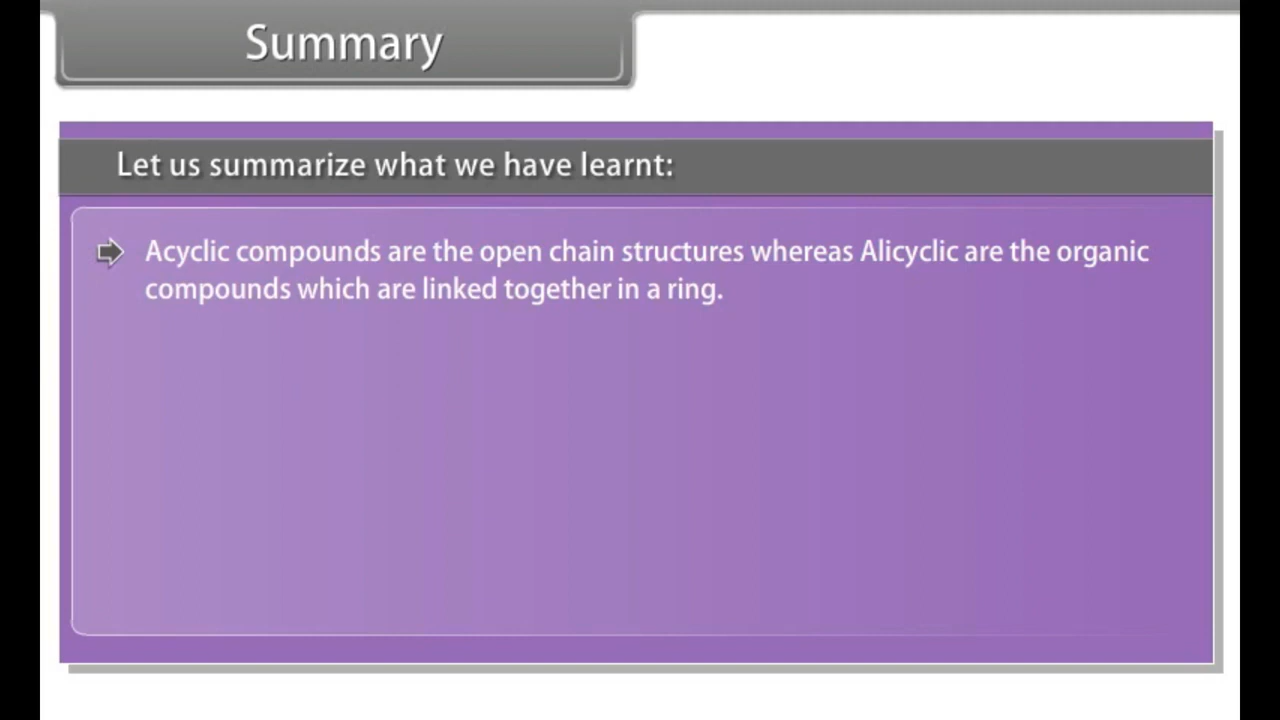 Summary
Let us summarize what we have learnt:
Acyclic compounds are the open chain structures whereas Alicyclic are the organic
compounds which are linked together in a ring.